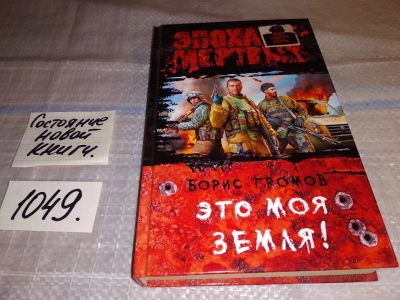 ЭПОХА
МЕРТВЫХ
БОРИС ГРОМОВ
ЭТО МОЯ
ЗЕМЛЯ!
Состояние
новой
книги.
1049.